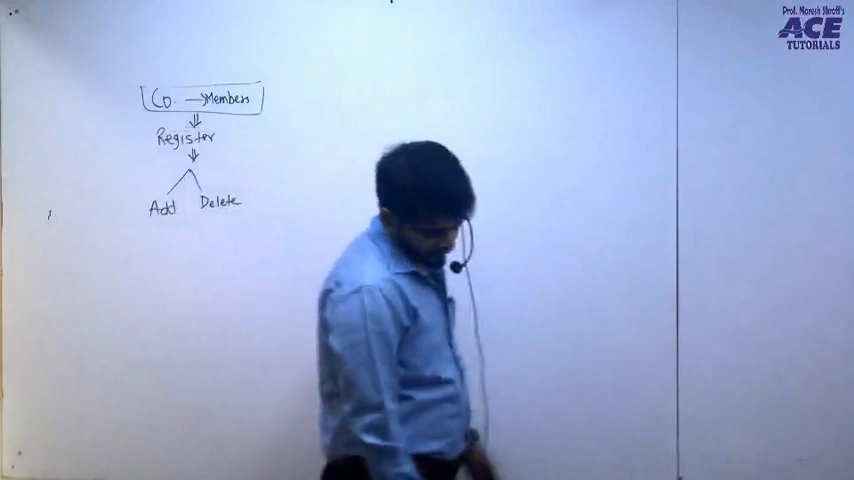 Prof. Naresh Shroff's
ACE
TUTORIALS
Co. → Members
Register
Add Delete